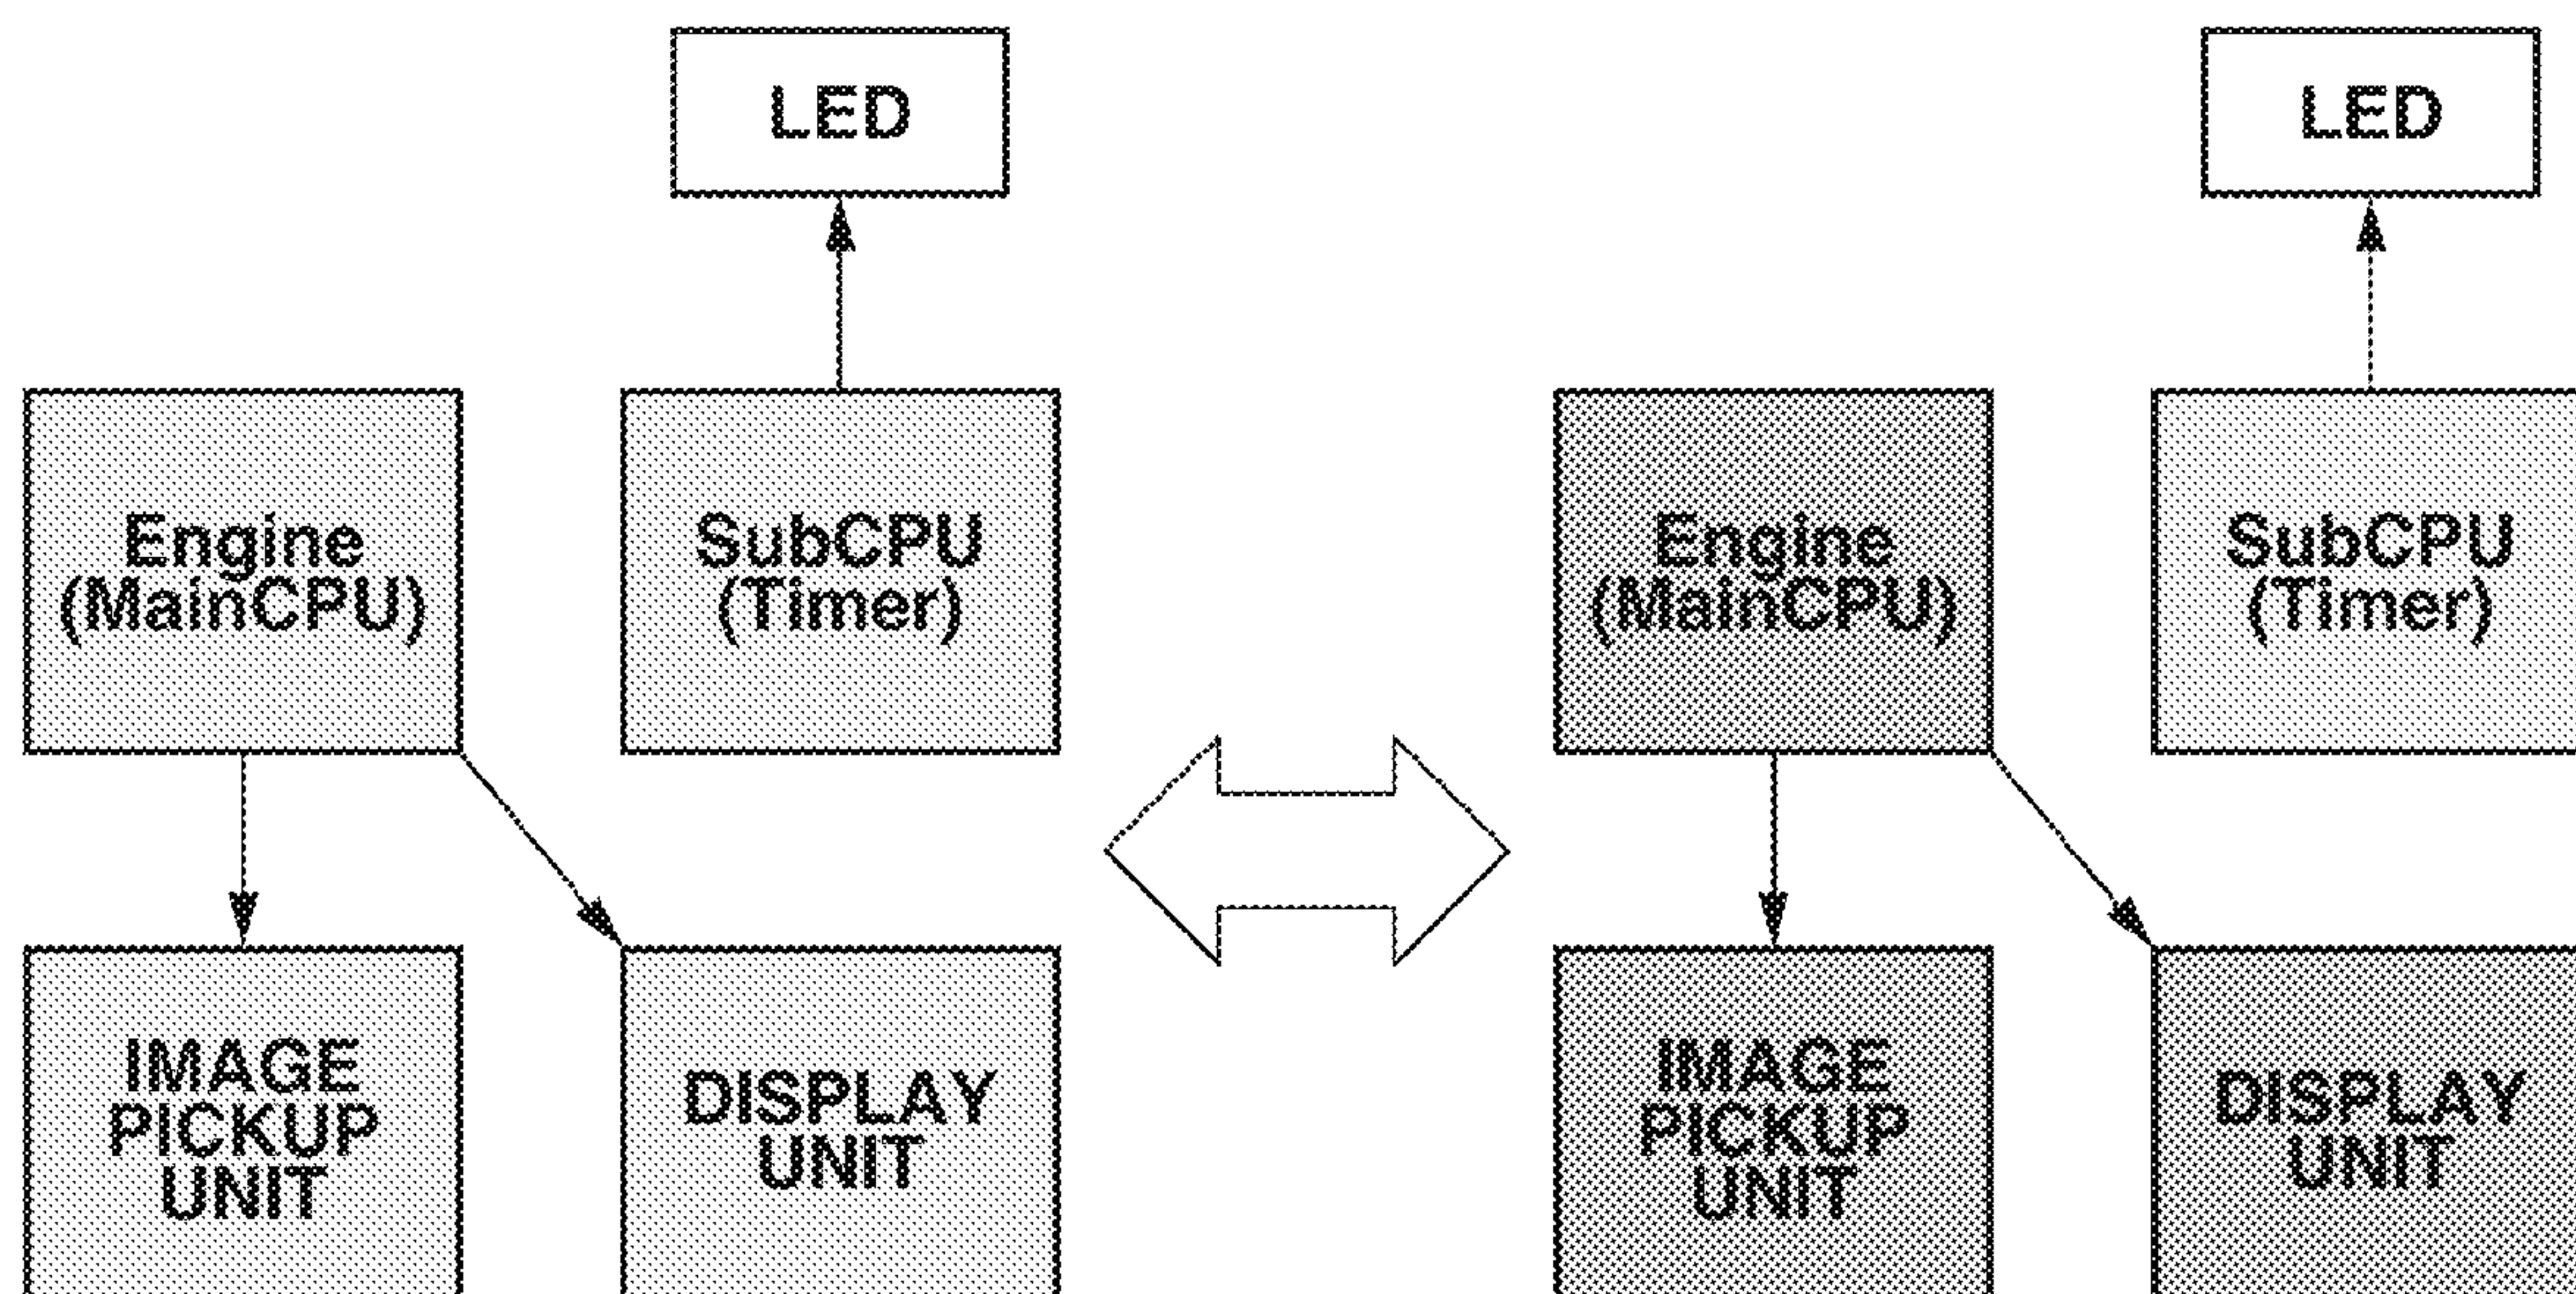 LED
LED
Engine
(MainCPU)
SubCPU
(Timer)
Engine
(MainCPU)
SubCPU
(Timer)
IMAGE
PICKUP
UNIT
DISPLAY
UNIT
IMAGE
PICKUP
UNIT
DISPLAY
UNIT